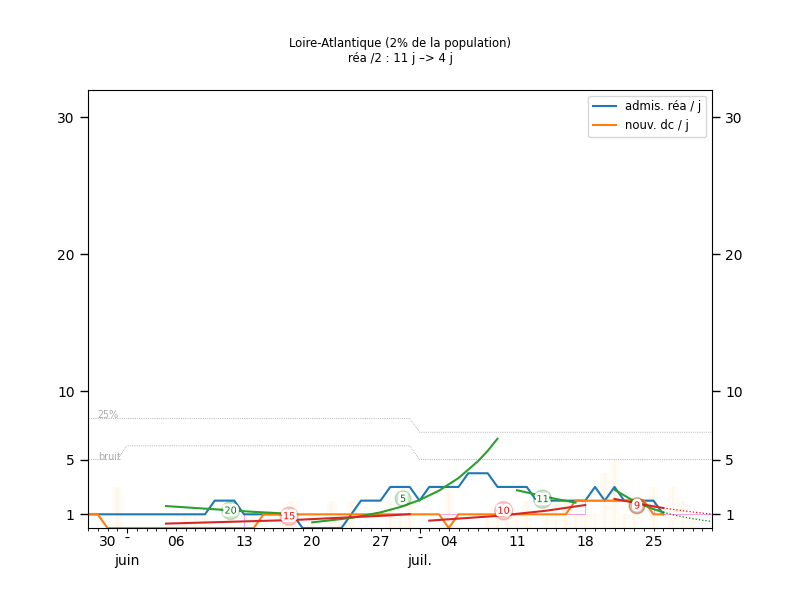 Loire-Atlantique (2% de la population)
réa /2 : 11 j –> 4 j
admis. réa / j
nouv. dc / j
30 30
20 20
10 10
25%
bruit
5 5
1 1
20 15 5 10 11 9
30 - 06 13 20 27 - 04 11 18 25
juin juil.